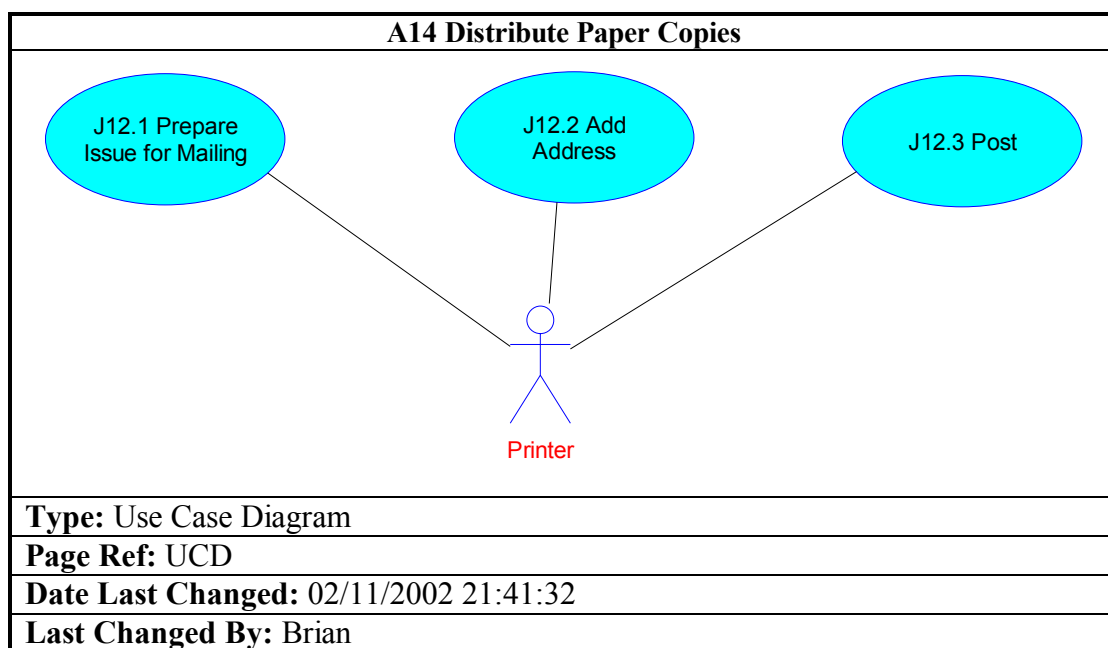 A14 Distribute Paper Copies
J12.1 Prepare
Issue for Mailing
J12.2 Add
Address
J12.3 Post
Printer
Type: Use Case Diagram
Page Ref: UCD
Date Last Changed: 02/11/2002 21:41:32
Last Changed By: Brian